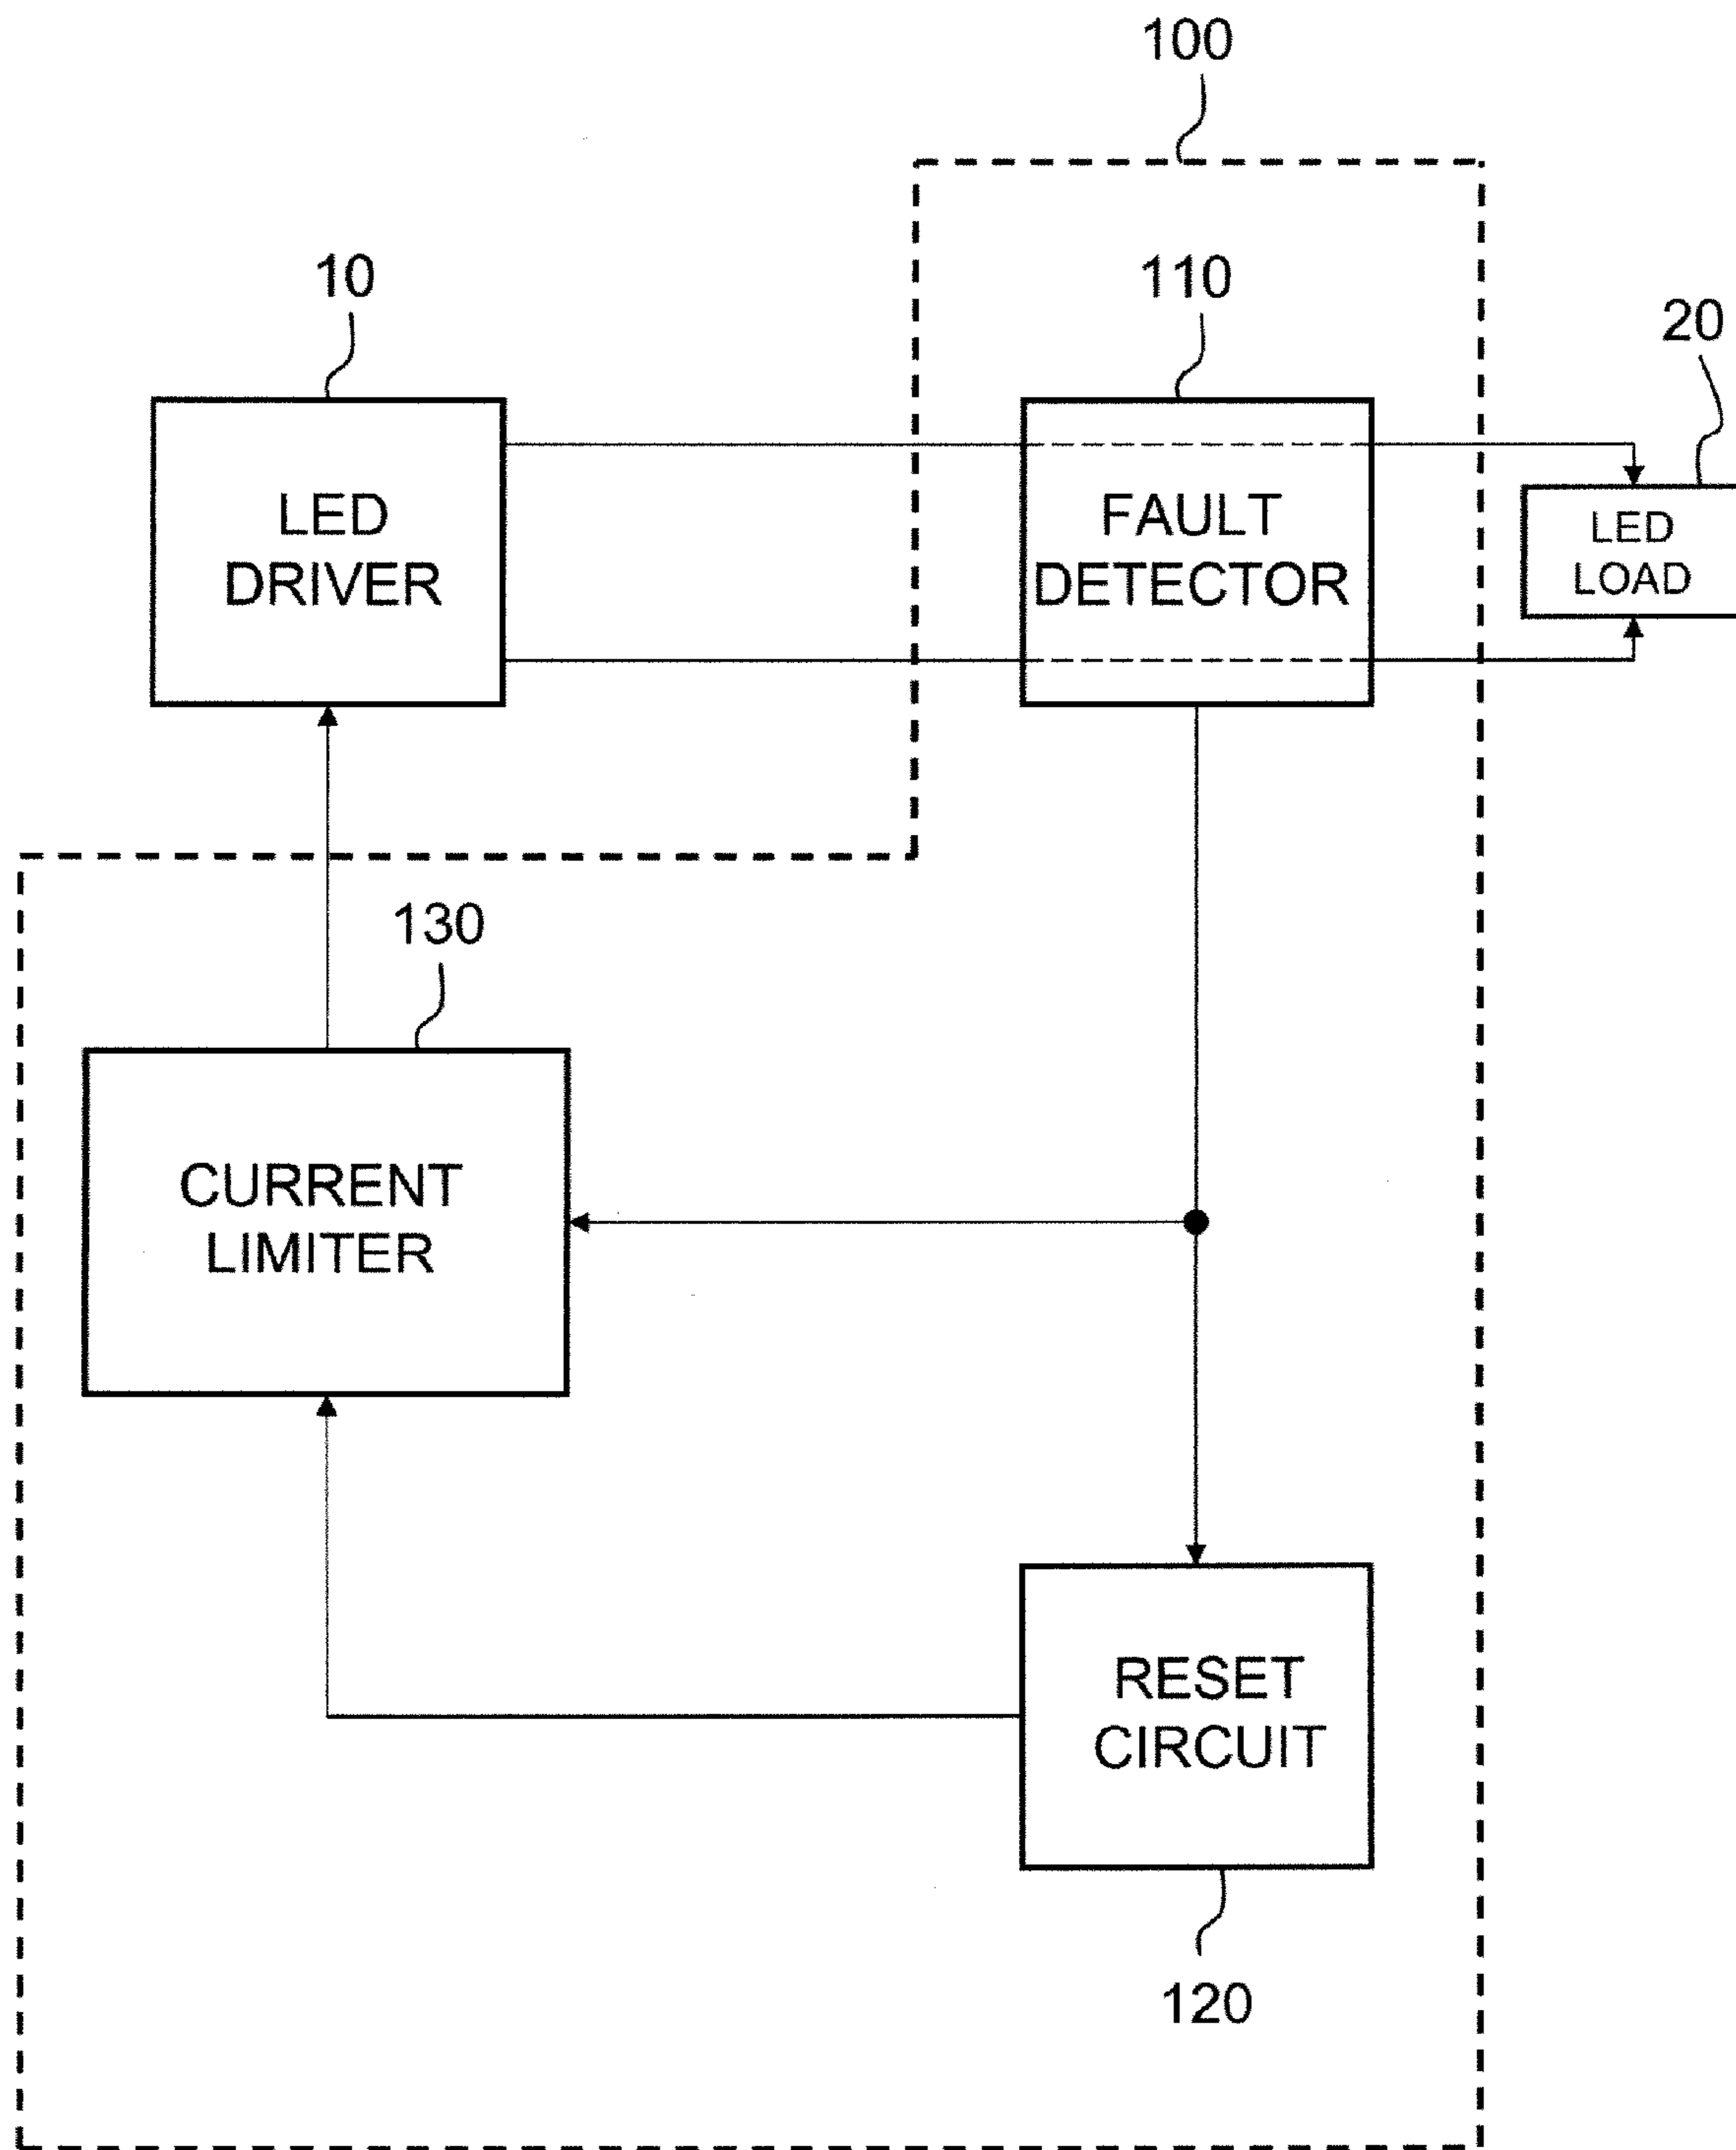 100
10
110
20
LED
DRIVER
FAULT
DETECTOR
LED
LOAD
130
CURRENT
LIMITER
RESET
CIRCUIT
120